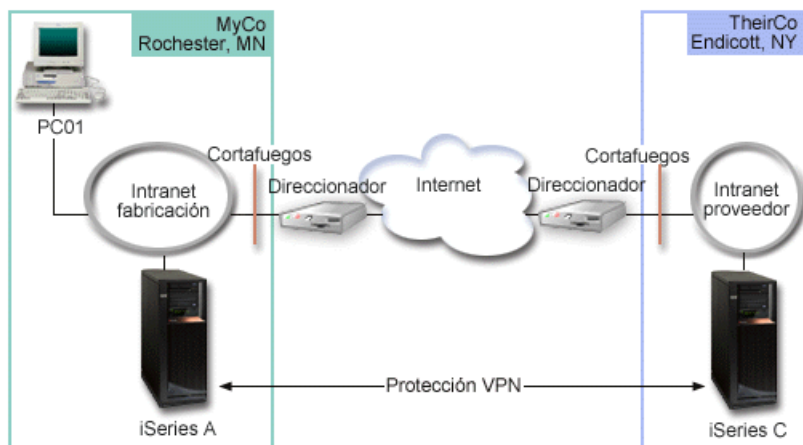 MyCo
Rochester, MN
TheirCo
Endicott, NY
PC01
Cortafuegos
Cortafuegos
Intranet
fabricación
Direccionador
Internet
Direccionador
Intranet
proveedor
Protección VPN
iSeries A
iSeries C